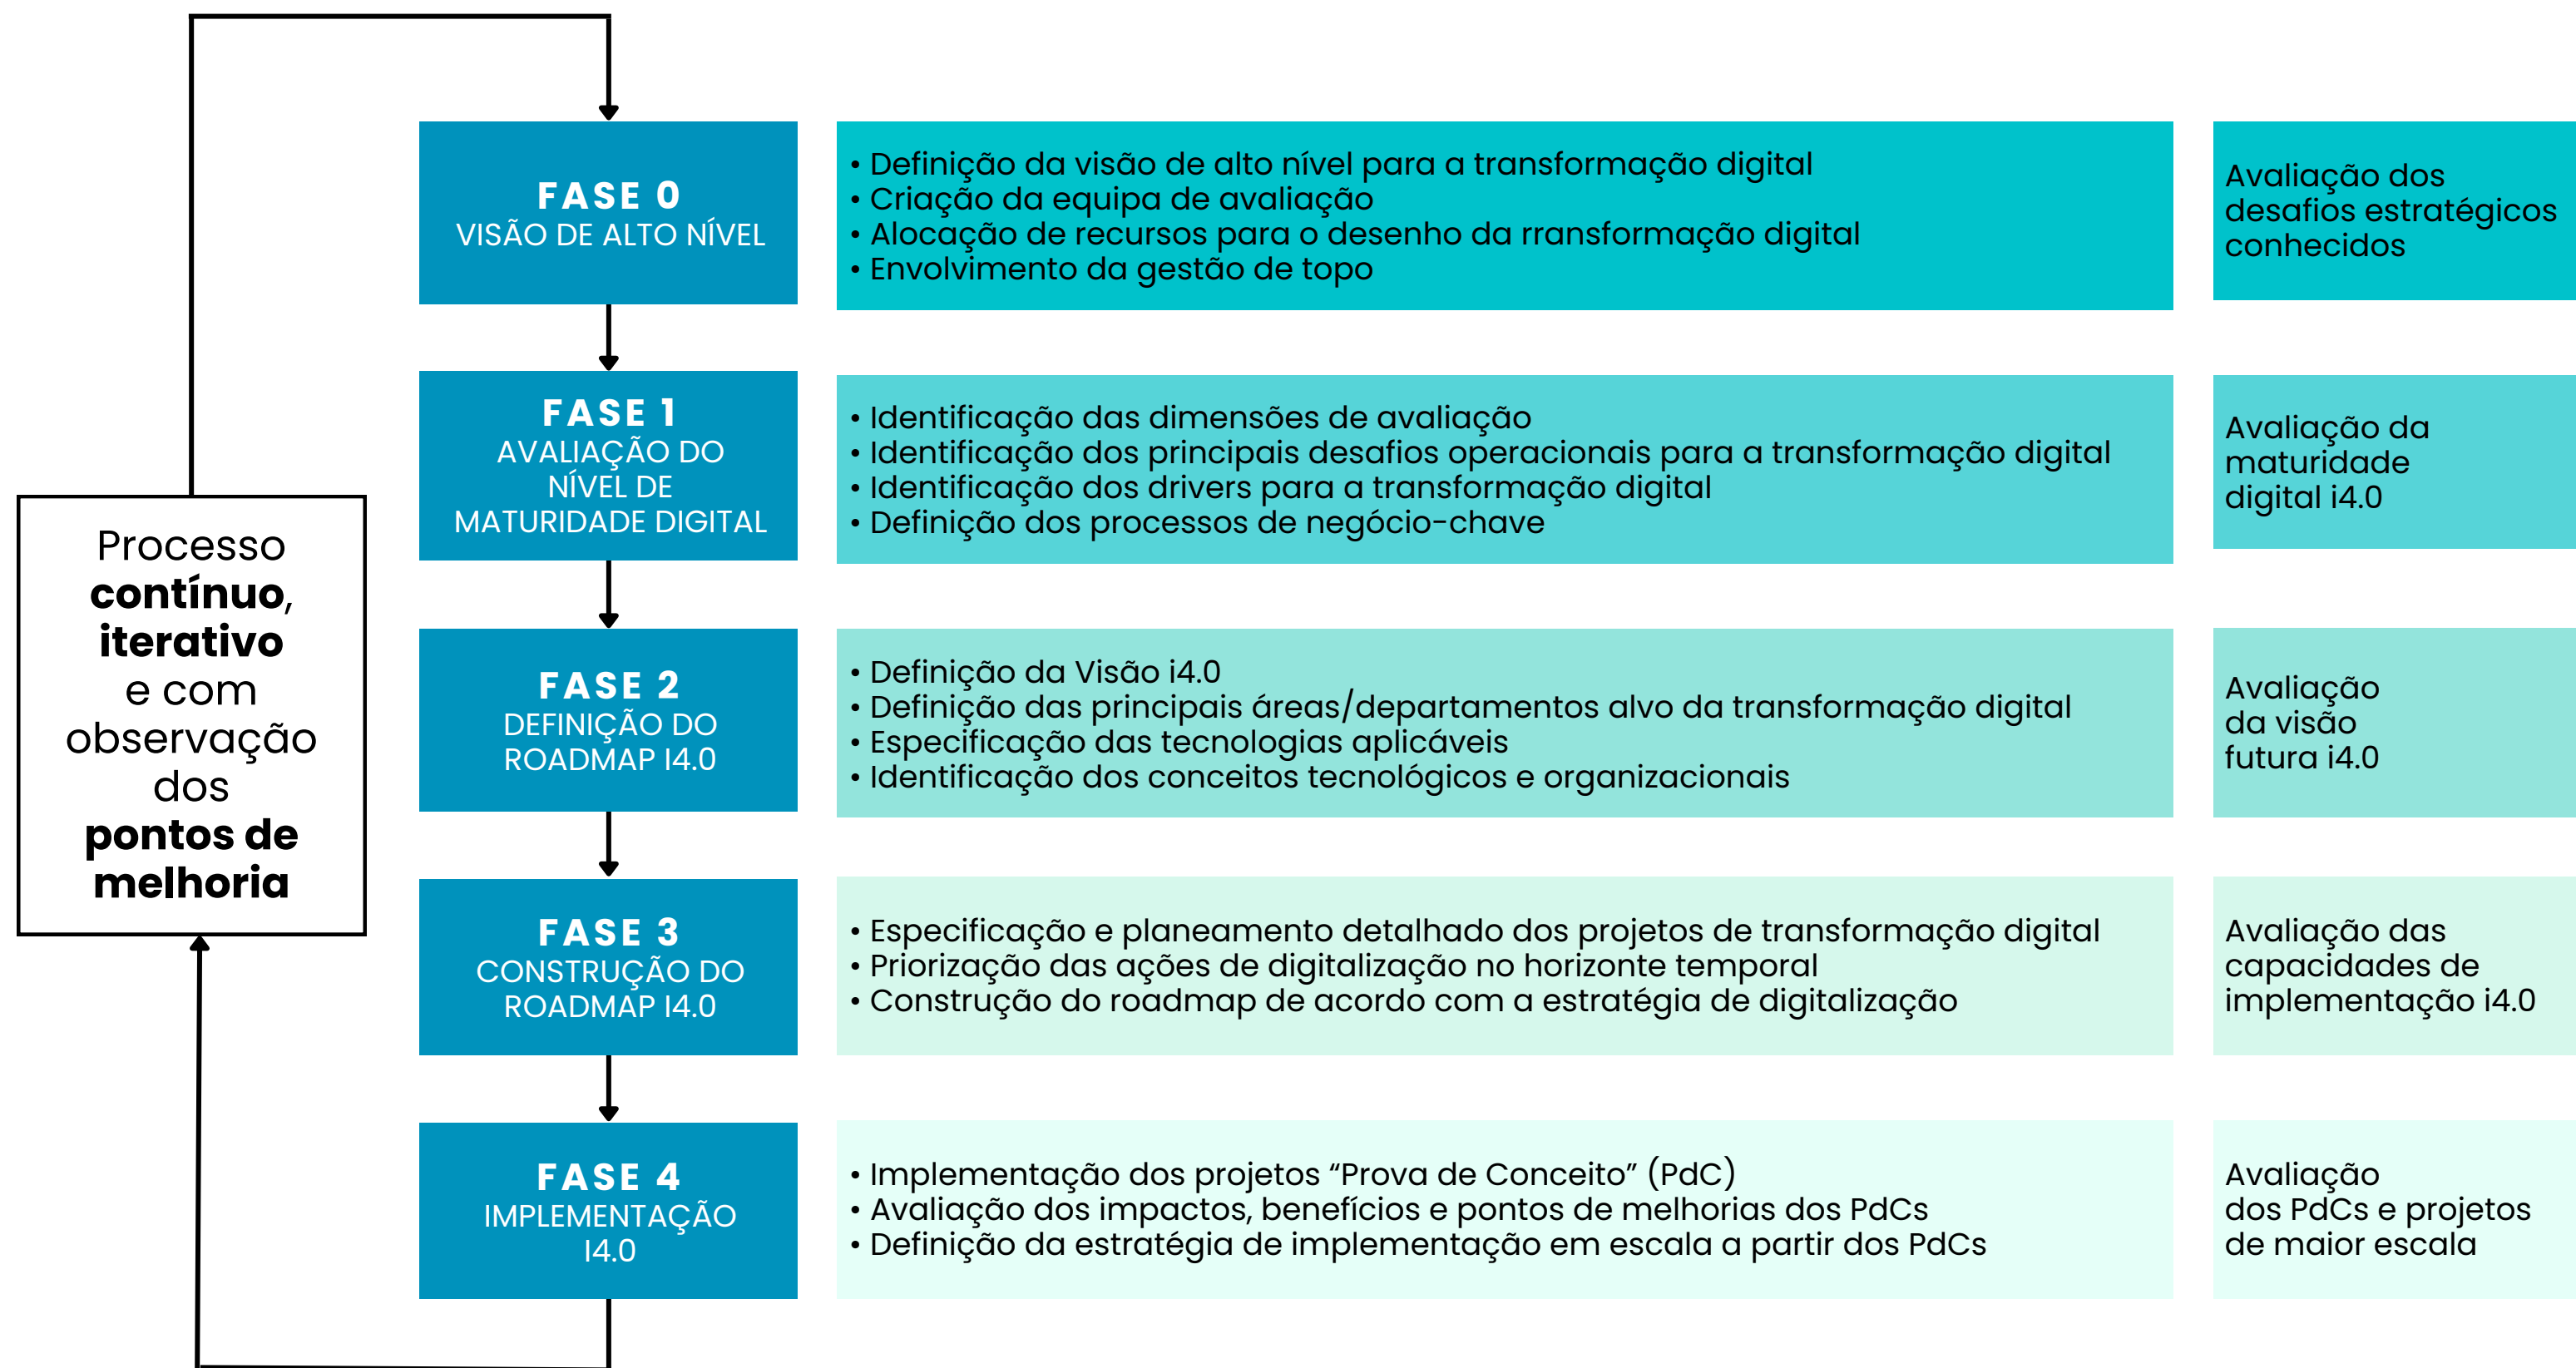 FASE 0
VISÃO DE ALTO NÍVEL
• Definição da visão de alto nível para a transformação digital
• Criação da equipa de avaliação
• Alocação de recursos para o desenho da rransformação digital
• Envolvimento da gestão de topo
Avaliação dos
desafios estratégicos
conhecidos
FASE 1
AVALIAÇÃO DO
NÍVEL DE
MATURIDADE DIGITAL
• Identificação das dimensões de avaliação
• Identificação dos principais desafios operacionais para a transformação digital
• Identificação dos drivers para a transformação digital
• Definição dos processos de negócio-chave
Avaliação da
maturidade
digital i4.0
Processo
contínuo,
iterativo
e com
observação
dos
pontos de
melhoria
FASE 2
DEFINIÇÃO DO
ROADMAP I4.0
• Definição da Visão i4.0
• Definição das principais áreas/departamentos alvo da transformação digital
• Especificação das tecnologias aplicáveis
• Identificação dos conceitos tecnológicos e organizacionais
Avaliação
da visão
futura i4.0
FASE 3
CONSTRUÇÃO DO
ROADMAP I4.0
• Especificação e planeamento detalhado dos projetos de transformação digital
• Priorização das ações de digitalização no horizonte temporal
• Construção do roadmap de acordo com a estratégia de digitalização
Avaliação das
capacidades de
implementação i4.0
FASE 4
IMPLEMENTAÇÃO
I4.0
• Implementação dos projetos “Prova de Conceito” (PdC)
• Avaliação dos impactos, benefícios e pontos de melhorias dos PdCs
• Definição da estratégia de implementação em escala a partir dos PdCs
Avaliação
dos PdCs e projetos
de maior escala